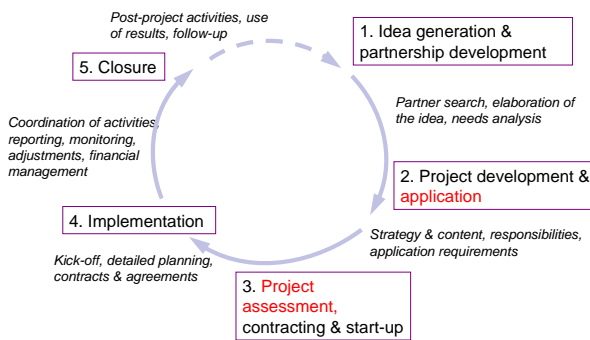 Post-project activities, use
of results, follow-up
1. Idea generation &
partnership development
5. Closure
Partner search, elaboration of
the idea, needs analysis
Coordination of activities,
reporting, monitoring,
adjustments, financial
management
2. Project development &
application
4. Implementation
Strategy & content, responsibilities,
application requirements
Kick-off, detailed planning,
contracts & agreements
3. Project
assessment,
contracting & start-up